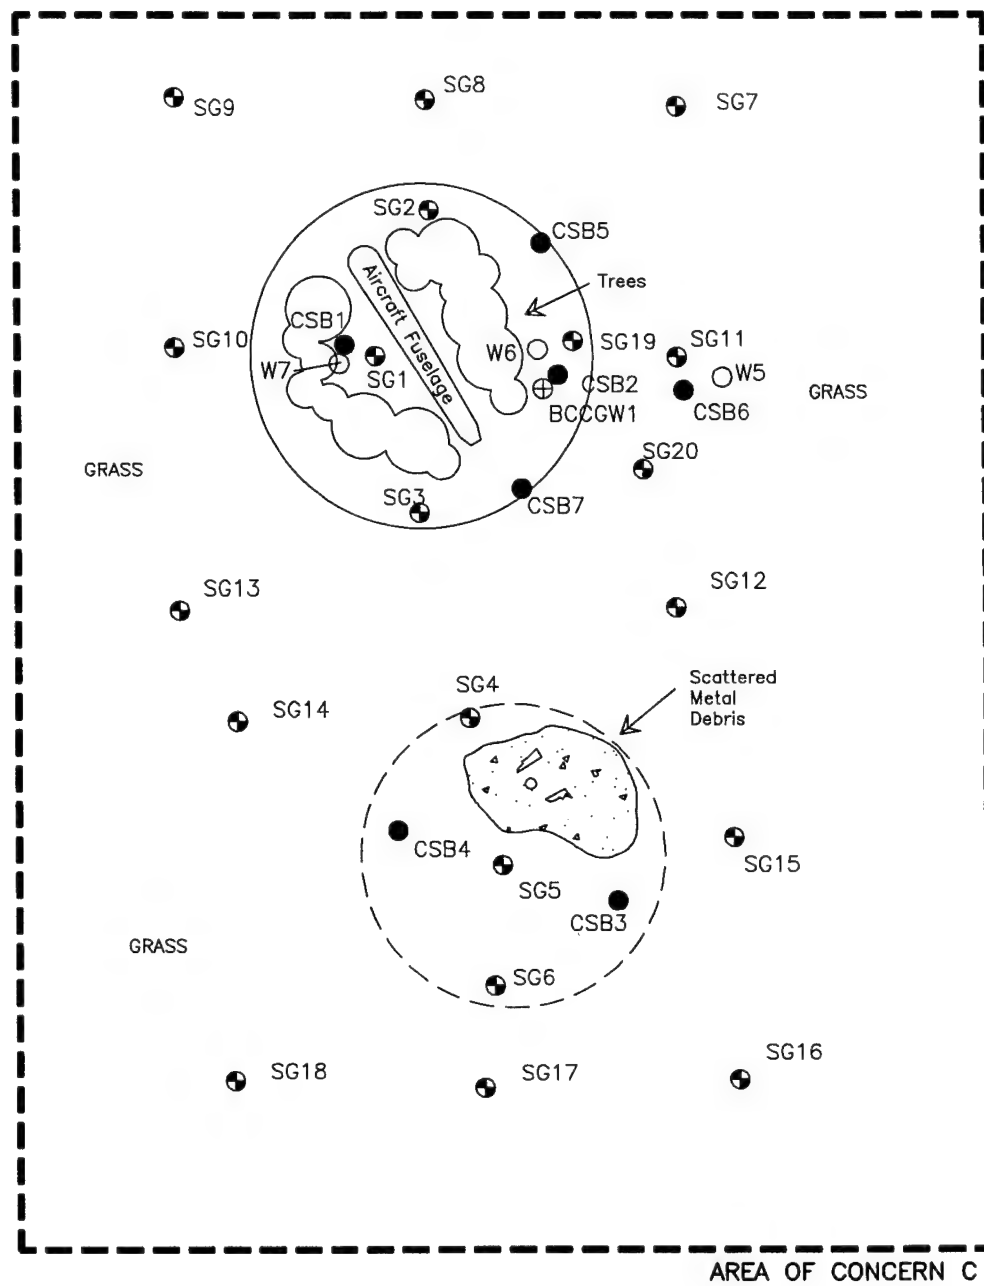 SG8
SG9
SG7
SG2
CSB5
Trees
Aircraft Fuselage
CSB1
SG10
SG19
SG11
W6
W7
SG1
W5
CSB2
GRASS
CSB6
BCCGW1
SG20
GRASS
SG3
CSB7
SG13
SG12
Scattered
Metal
Debris
SG4
SG14
CSB4
SG15
SG5
CSB3
GRASS
SG6
SG16
SG18
SG17
AREA OF CONCERN C